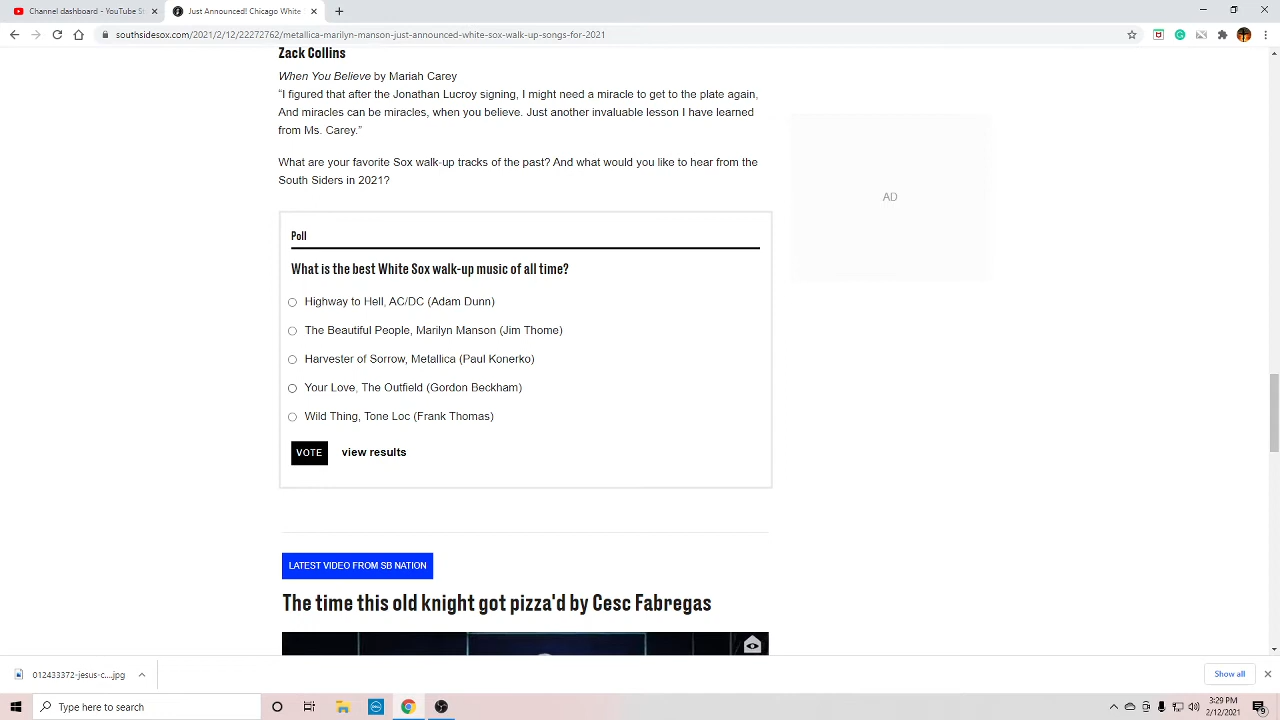 Channel dashboard - YouTube St
Just Announced! Chicago White
southsidesox.com/2021/2/12/22272762/metallica-marilyn-manson-just-announced-white-sox-walk-up-songs-for-2021
Zack Collins
When You Believe by Mariah Carey
“I figured that after the Jonathan Lucroy signing, I might need a miracle to get to the plate again,
And miracles can be miracles, when you believe. Just another invaluable lesson I have learned
from Ms. Carey.”
What are your favorite Sox walk-up tracks of the past? And what would you like to hear from the
South Siders in 2021?
AD
Poll
What is the best White Sox walk-up music of all time?
Highway to Hell, AC/DC (Adam Dunn)
The Beautiful People, Marilyn Manson (Jim Thome)
Harvester of Sorrow, Metallica (Paul Konerko)
Your Love, The Outfield (Gordon Beckham)
Wild Thing, Tone Loc (Frank Thomas)
VOTE view results
LATEST VIDEO FROM SB NATION
The time this old knight got pizza'd by Cesc Fabregas
012433372-jesus-c....jpg
Show all
Type here to search
DELL
3:29 PM
2/12/2021